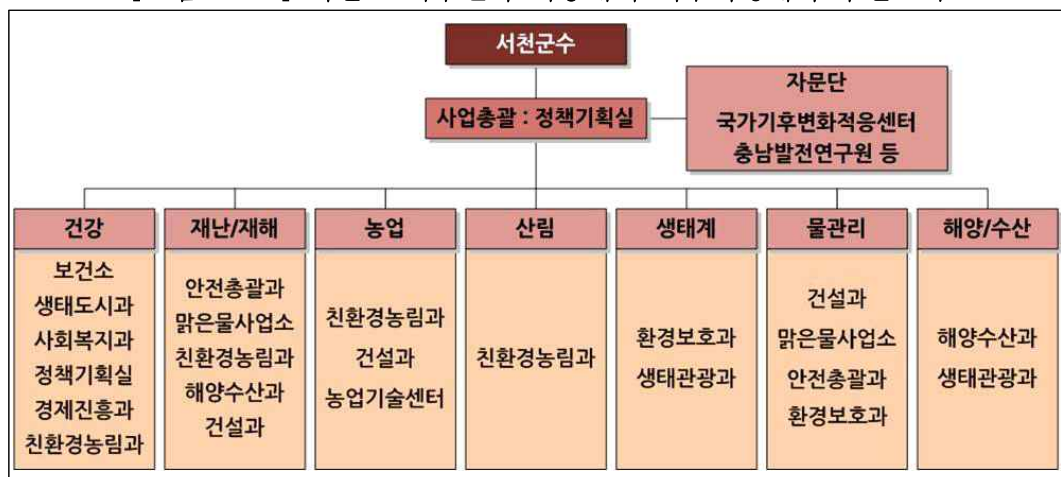 서천군수
사업총괄 : 정책기획실
자문단
국가기후변화적응센터
충남발전연구원 등
건강
보건소
생태도시과
사회복지과
정책기획실
경제진흥과
친환경농림과
재난/재해
안전총괄과
맑은물사업소
친환경농림과
해양수산과
건설과
농업
친환경농림과
건설과
농업기술센터
산림
친환경농림과
생태계
환경보호과
생태관광과
물관리
건설과
맑은물사업소
안전총괄과
환경보호과
해양/수산
해양수산과
생태관광과